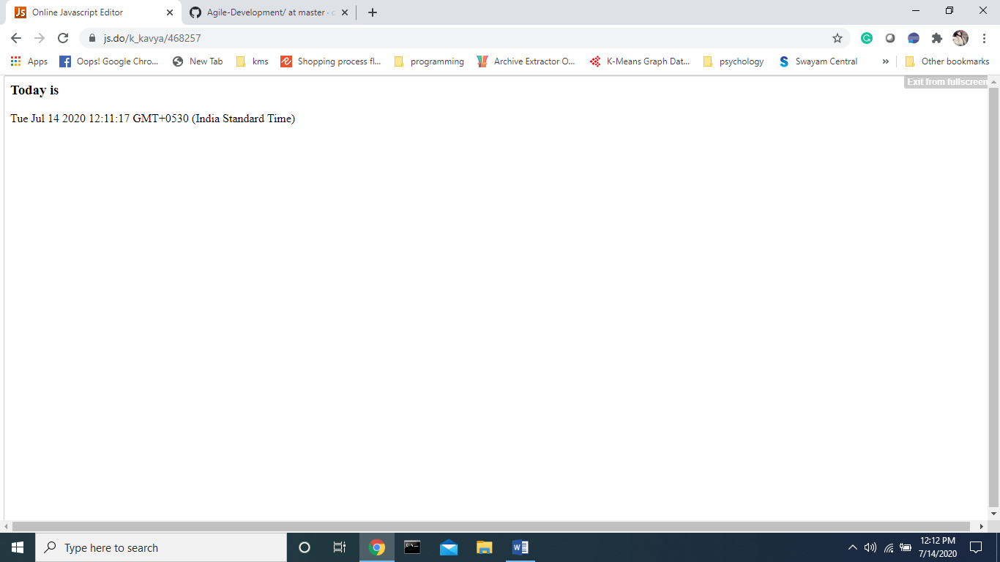 Online Javascript Editor
Agile-Development/ at master ·
js.do/k_kavya/468257
Apps
Oops! Google Chro...
New Tab
kms
Shopping process fl...
programming
Archive Extractor O...
K-Means Graph Dat...
psychology
Swayam Central
»
Other bookmarks
Exit from fullscreen
Today is
Tue Jul 14 2020 12:11:17 GMT+0530 (India Standard Time)
Type here to search
12:12 PM
7/14/2020